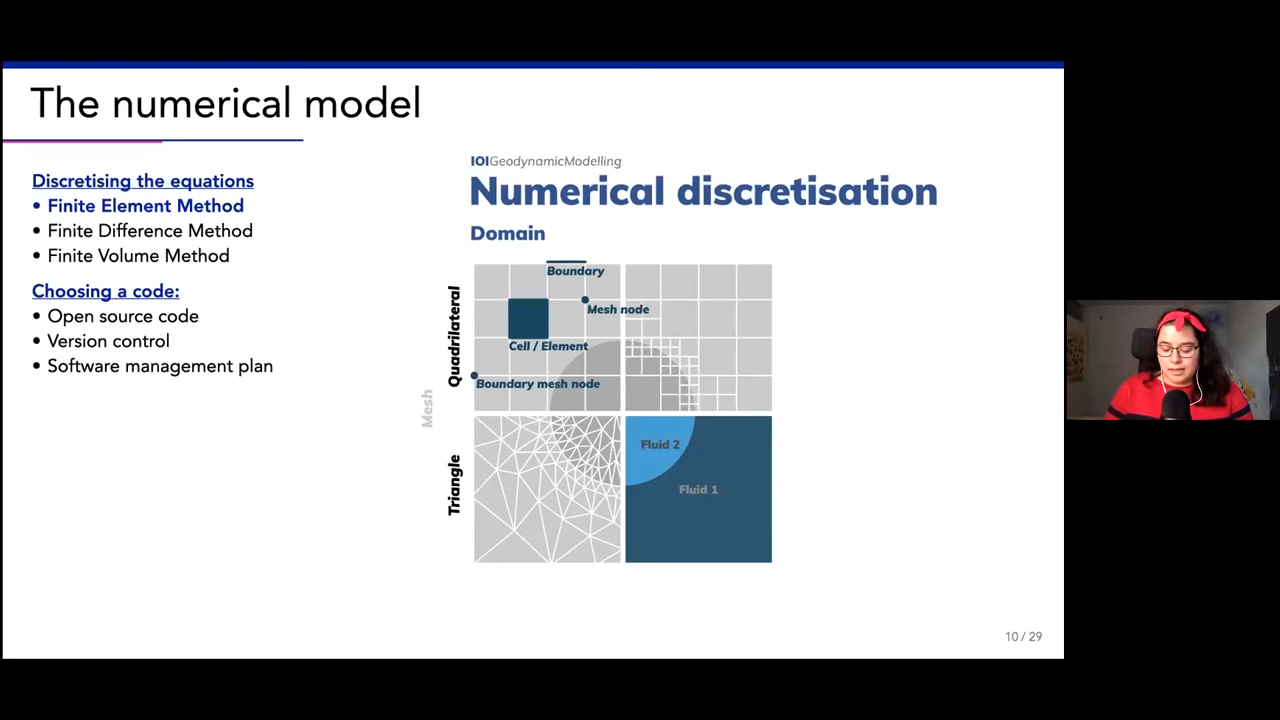 The numerical model
Discretising the equations
• Finite Element Method
• Finite Difference Method
• Finite Volume Method
Choosing a code:
• Open source code
• Version control
• Software management plan
IOIGeodynamicModelling
Numerical discretisation
Domain
Mesh
Quadrilateral
Boundary
Mesh node
Cell / Element
Boundary mesh node
Triangle
Fluid 2
Fluid 1
10 / 29